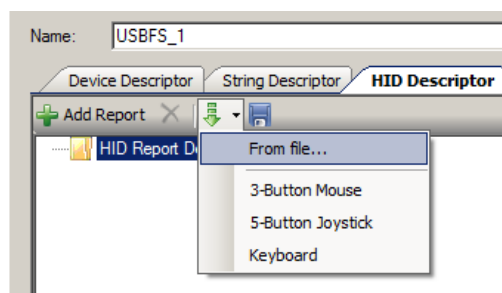 Name: USBFS_1
Device Descriptor String Descriptor HID Descriptor
Add Report
HID Report De
From file...
3-Button Mouse
5-Button Joystick
Keyboard